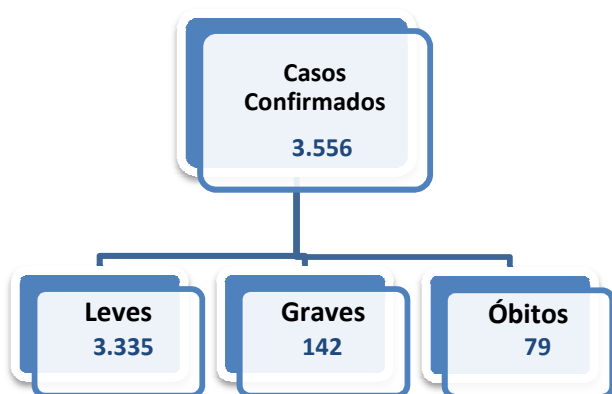 Casos
Confirmados
3.556
Leves
3.335
Graves
142
Óbitos
79